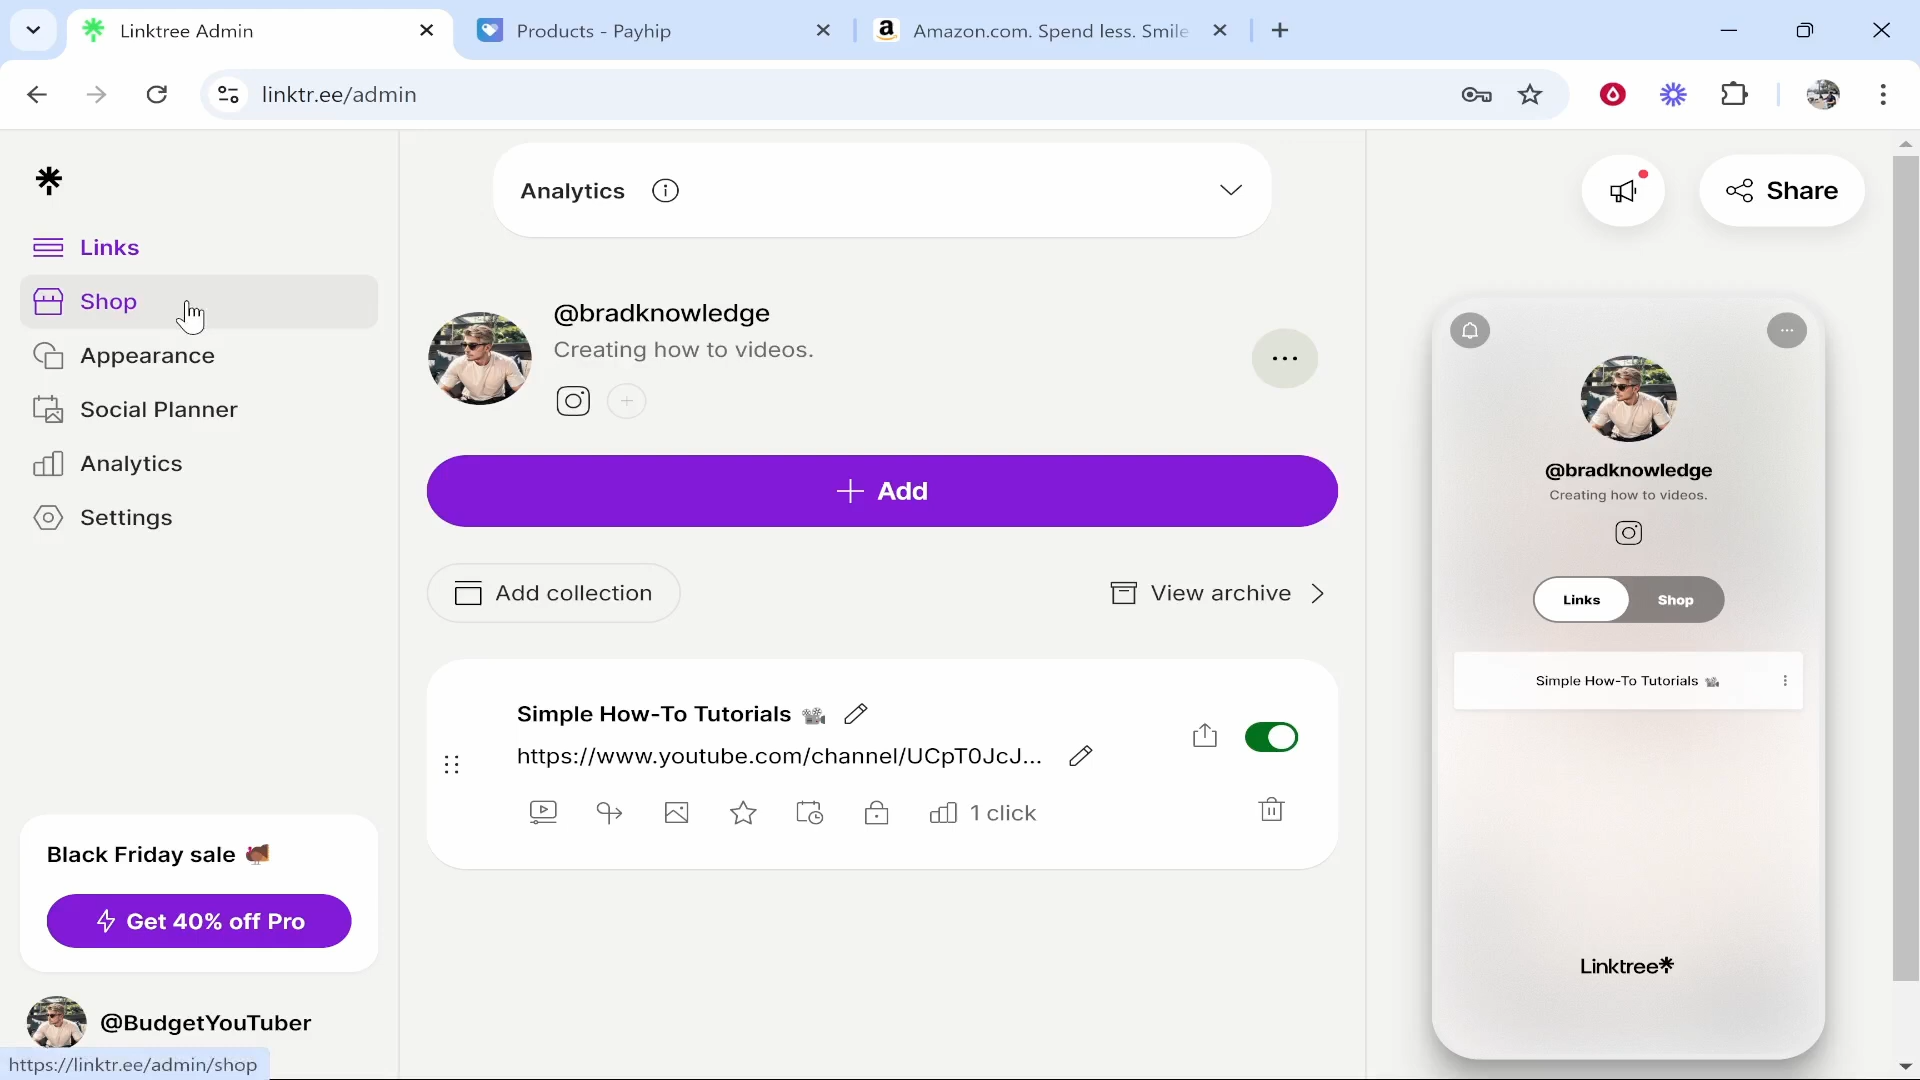 Linktree Admin
Products - Payhip
Amazon.com. Spend less. Smile
linktr.ee/admin
Links
Shop
Appearance
Social Planner
Analytics
Settings
Black Friday sale
Get 40% off Pro
@BudgetYouTuber
https://linktr.ee/admin/shop
Analytics
@bradknowledge
Creating how to videos.
Add
Add collection
View archive
Simple How-To Tutorials
https://www.youtube.com/channel/UCpT0JcJ...
1 click
Share
@bradknowledge
Creating how to videos.
Links
Shop
Simple How-To Tutorials
Linktree